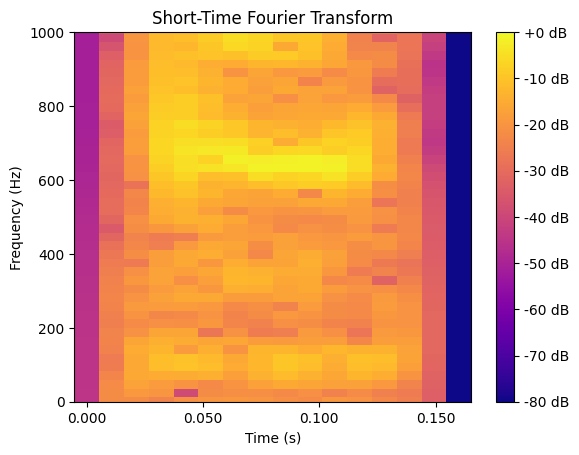 Short-Time Fourier Transform
Frequency (Hz)
1000
800
600
400
200
0
0.000
0.050
0.100
0.150
Time (s)
+0 dB
-10 dB
-20 dB
-30 dB
-40 dB
-50 dB
-60 dB
-70 dB
-80 dB